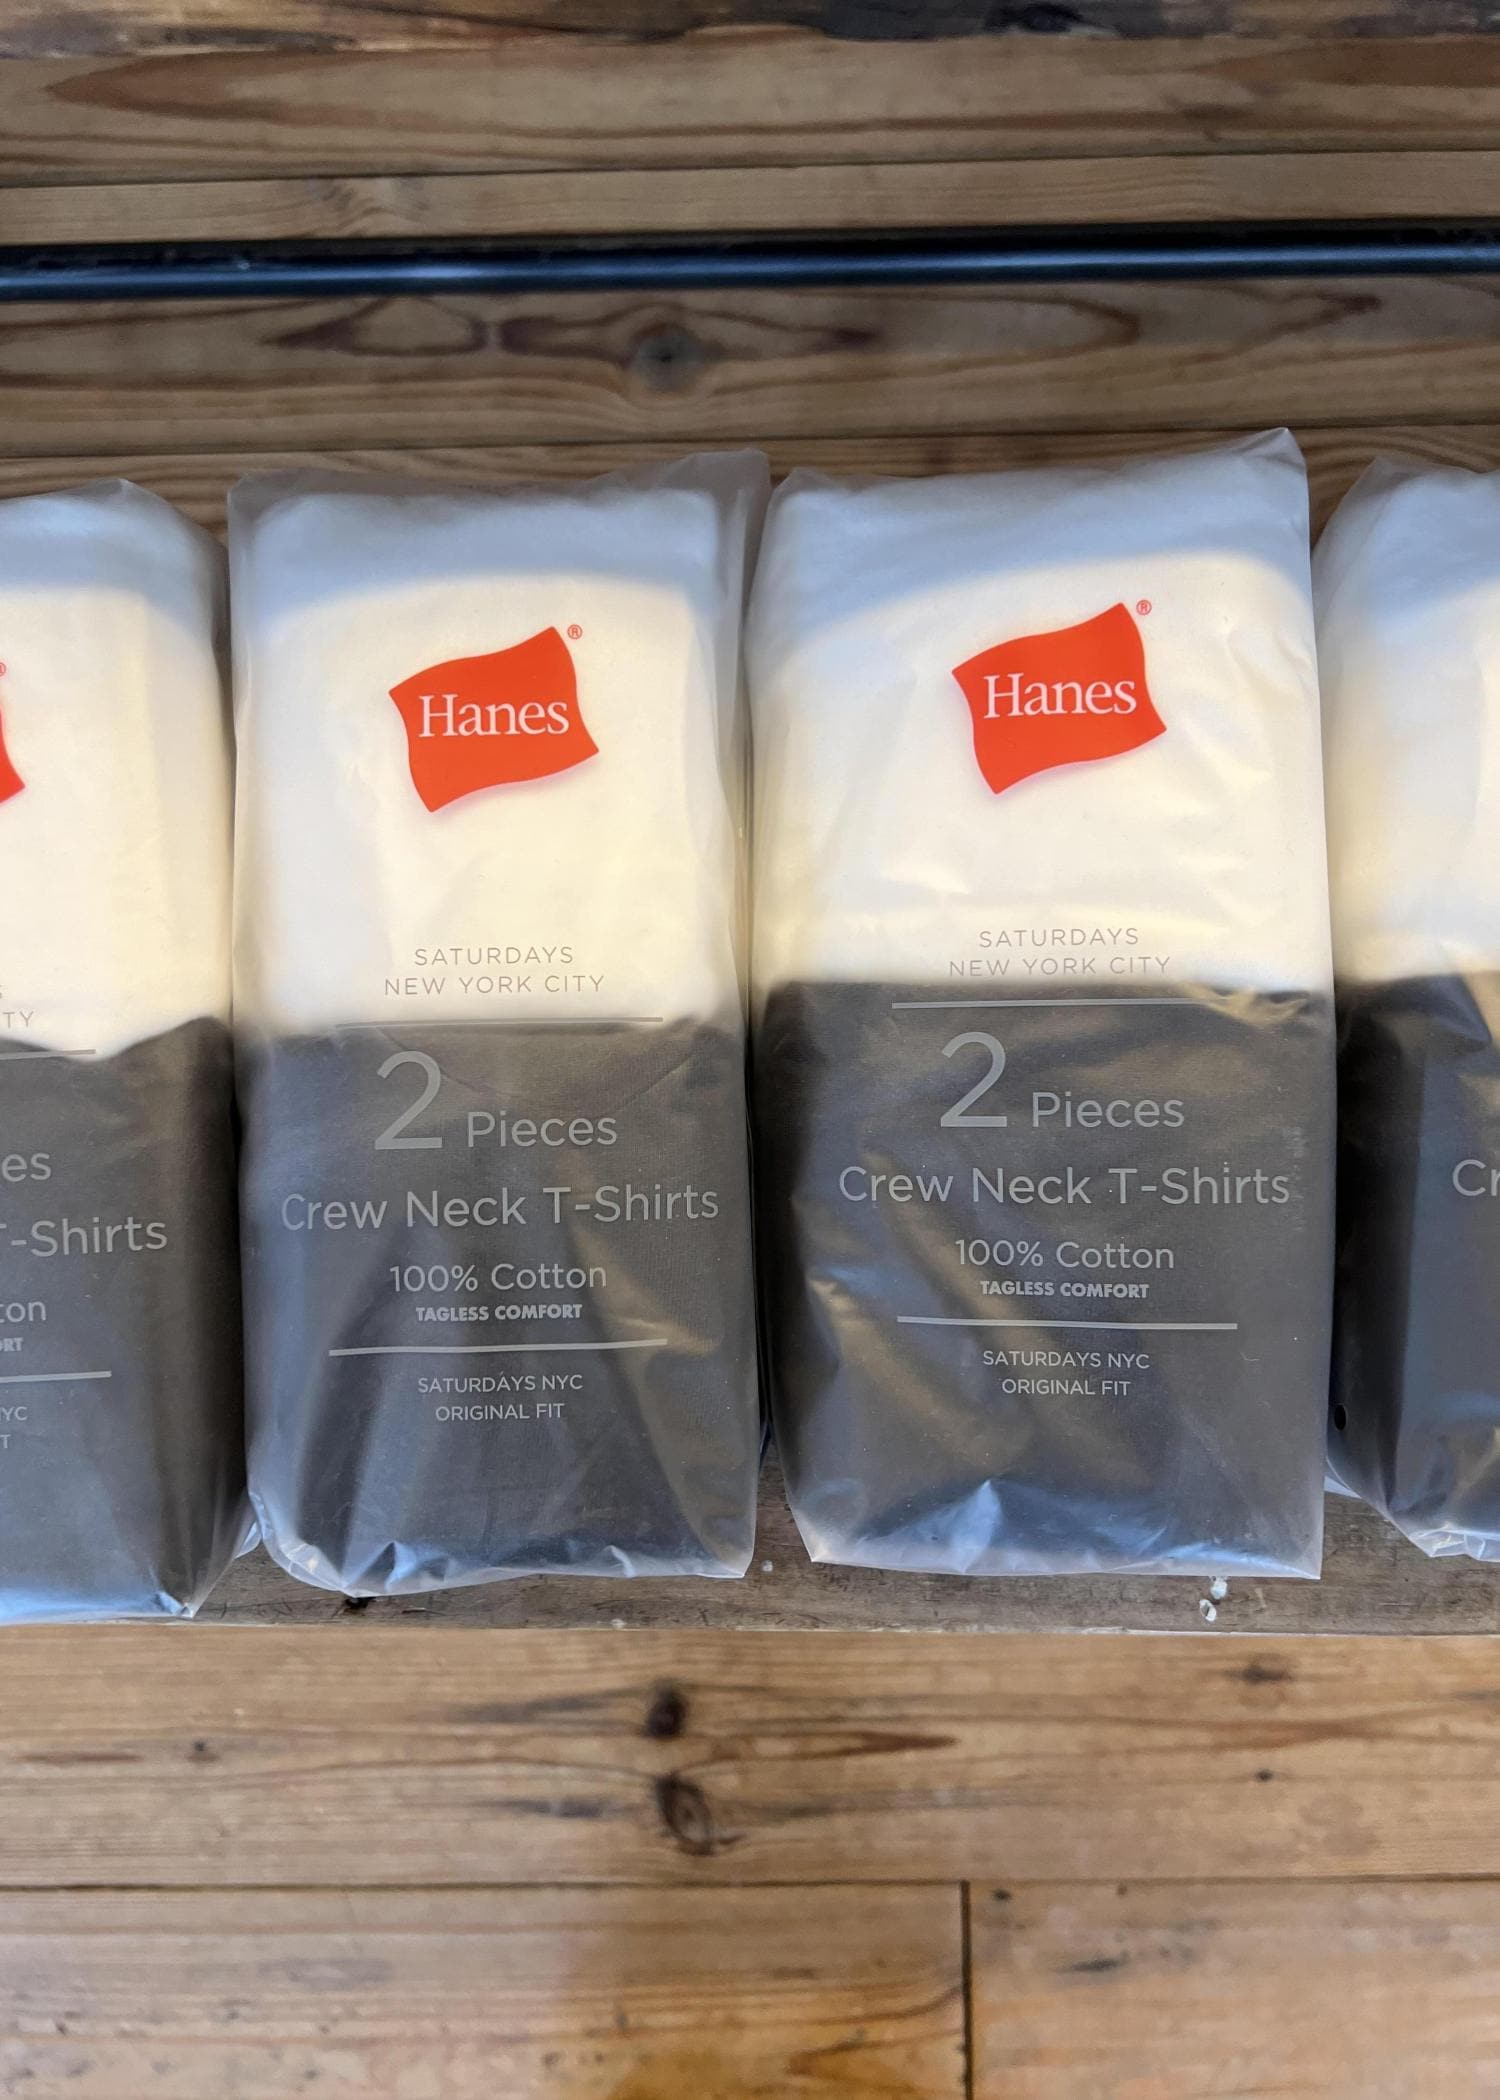 Hanes®
SATURDAYS
NEW YORK CITY
2 Pieces
Crew Neck T-Shirts
100% Cotton
TAGLESS COMFORT
SATURDAYS NYC
ORIGINAL FIT
Hanes®
SATURDAYS
NEW YORK CITY
2 Pieces
Crew Neck T-Shirts
100% Cotton
TAGLESS COMFORT
SATURDAYS NYC
ORIGINAL FIT
T-Shirts